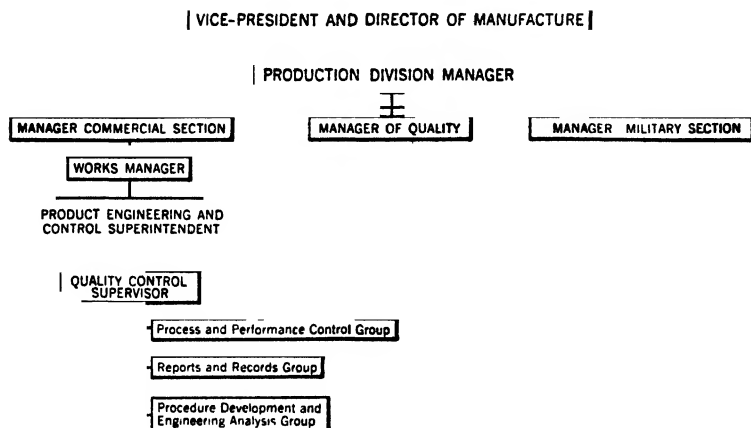 VICE-PRESIDENT AND DIRECTOR OF MANUFACTURE
PRODUCTION DIVISION MANAGER
MANAGER COMMERCIAL SECTION
MANAGER OF QUALITY
MANAGER MILITARY SECTION
WORKS MANAGER
PRODUCT ENGINEERING AND
CONTROL SUPERINTENDENT
QUALITY CONTROL
SUPERVISOR
Process and Performance Control Group
Reports and Records Group
Procedure Development and
Engineering Analysis Group